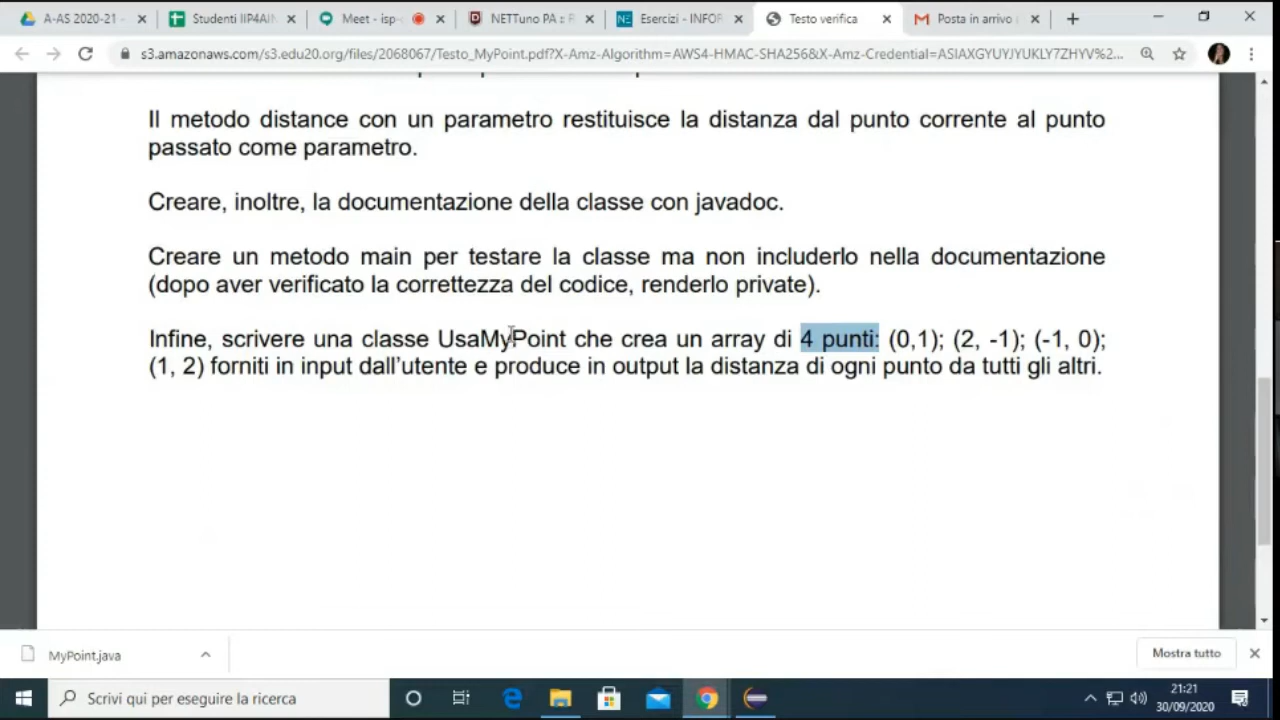 A-AS 2020-21 -
Studenti IIP4AIN
Meet - isp-
NETTuno PA :: F
Esercizi - INFOR
Testo verifica
Posta in arrivo
s3.amazonaws.com/s3.edu20.org/files/2068067/Testo_MyPoint.pdf?X-Amz-Algorithm=AWS4-HMAC-SHA256&X-Amz-Credential=ASIAXGYUYJYUKLY7ZHYV%2...
Il metodo distance con un parametro restituisce la distanza dal punto corrente al punto
passato come parametro.
Creare, inoltre, la documentazione della classe con javadoc.
Creare un metodo main per testare la classe ma non includerlo nella documentazione
(dopo aver verificato la correttezza del codice, renderlo private).
Infine, scrivere una classe UsaMyPoint che crea un array di 4 punti: (0,1); (2, -1); (-1, 0);
(1, 2) forniti in input dall'utente e produce in output la distanza di ogni punto da tutti gli altri.
MyPoint.java
Mostra tutto
Scrivi qui per eseguire la ricerca
21:21
30/09/2020